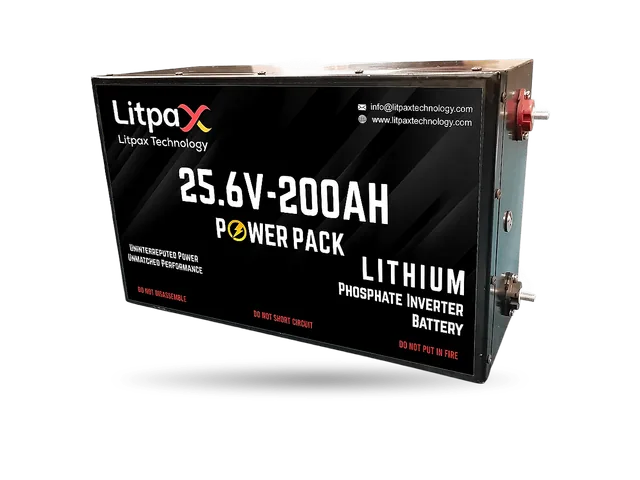 Litpax
Litpax Technology
info@litpaxtechnology.com
www.litpaxtechnology.com
25.6V-200AH
POWER PACK
Uninterreputed Power
Unmatched Performance
LITHIUM
Phosphate Inverter
Battery
DO NOT DISASSEMBLE
DO NOT SHORT CIRCUIT
DO NOT PUT IN FIRE